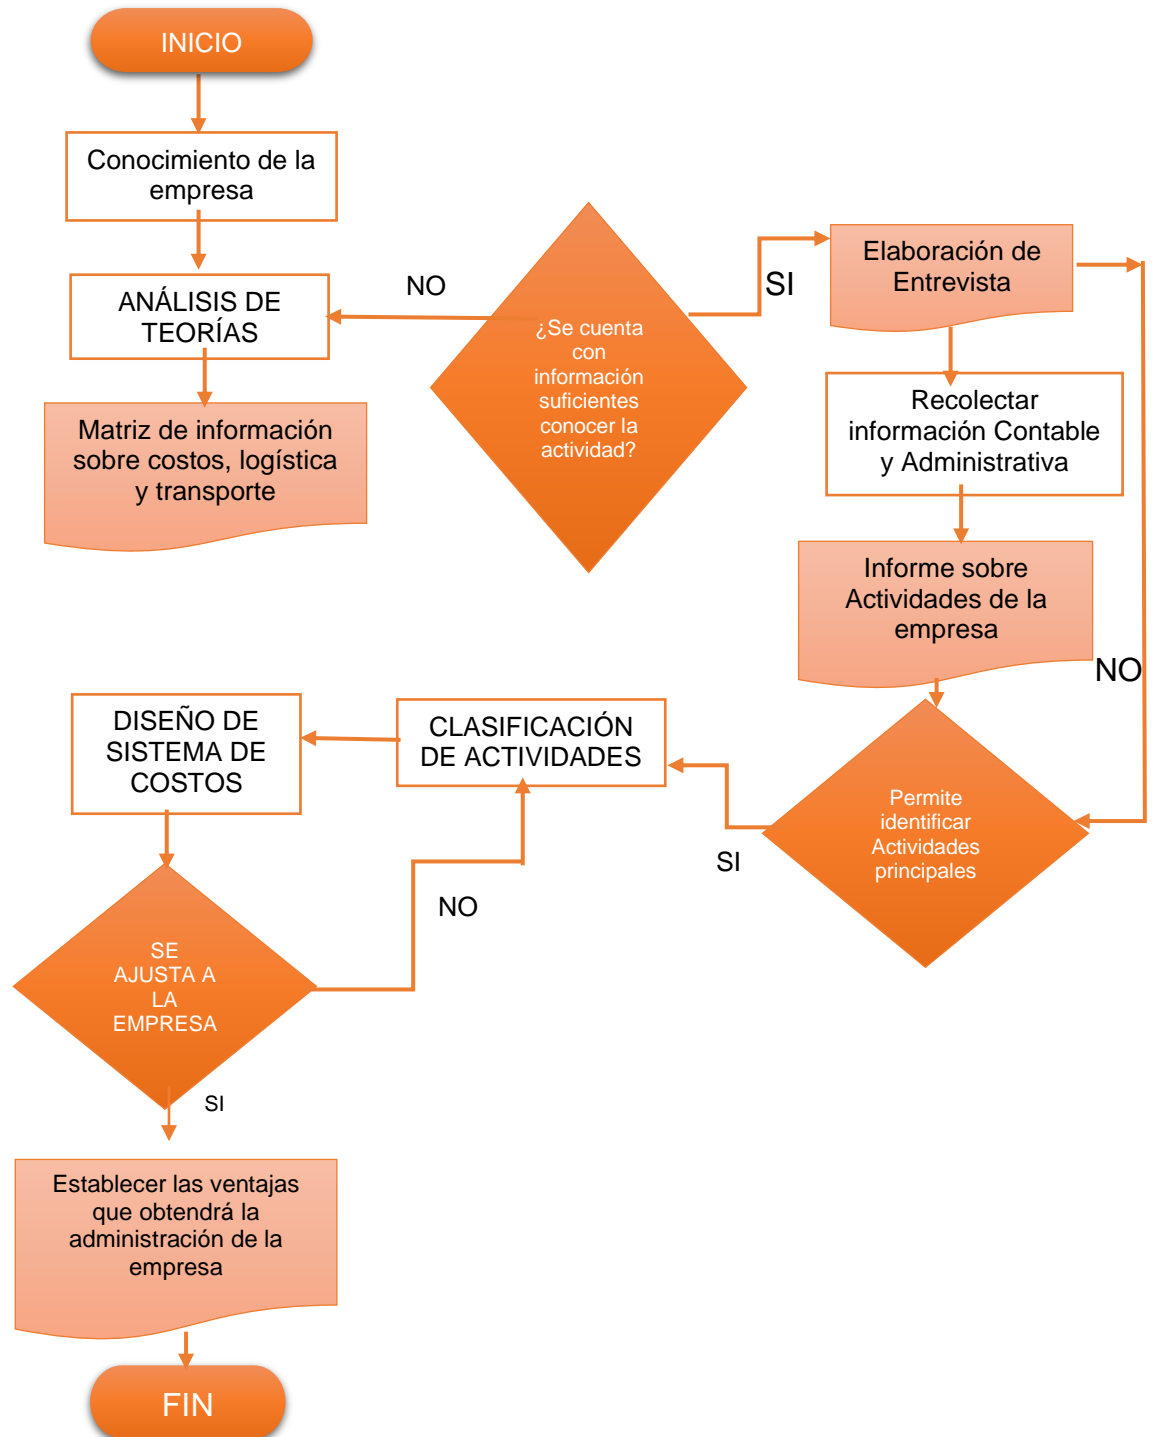 INICIO
Conocimiento de la
empresa
ANÁLISIS DE
TEORÍAS
Matriz de información
sobre costos, logística
y transporte
NO
¿Se cuenta
con
información
suficientes
conocer la
actividad?
SI
Elaboración de
Entrevista
Recolectar
información Contable
y Administrativa
Informe sobre
Actividades de la
empresa
NO
Permite
identificar
Actividades
principales
SI
CLASIFICACIÓN
DE ACTIVIDADES
DISEÑO DE
SISTEMA DE
COSTOS
NO
SE
AJUSTA A
LA
EMPRESA
SI
Establecer las ventajas
que obtendrá la
administración de la
empresa
FIN